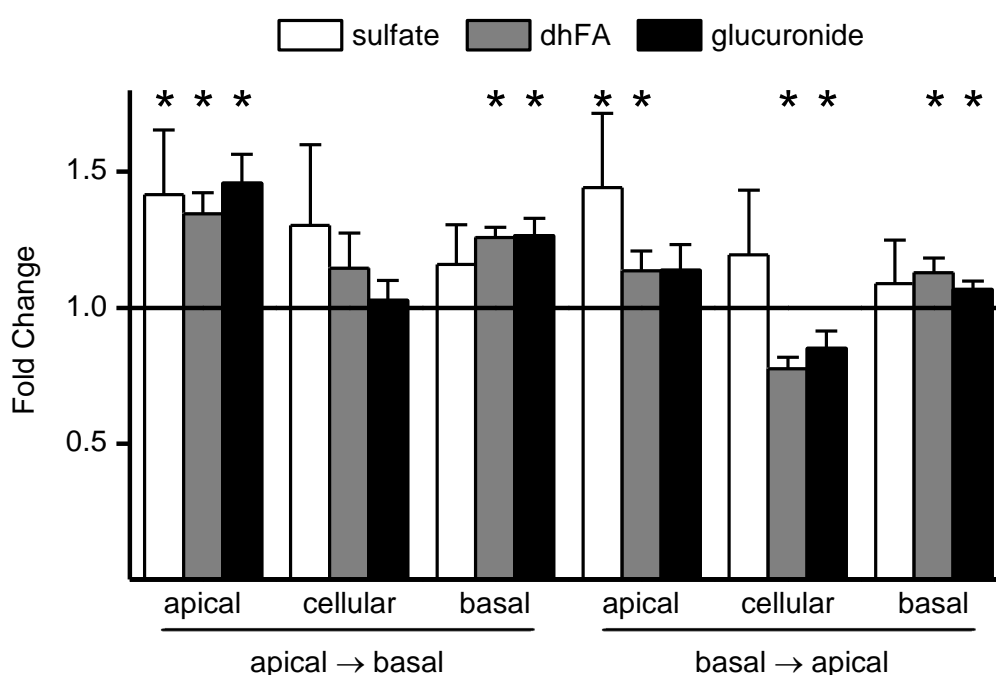 sulfate dhFA glucuronide
* * * * * * * * * * *
1.5
1.0
0.5
Fold Change
apical cellular basal apical cellular basal
apical → basal basal → apical